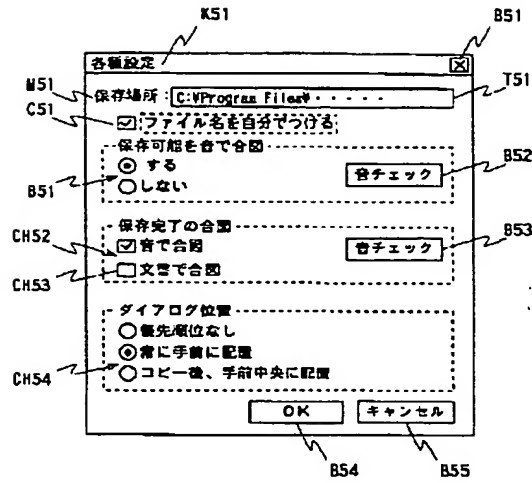 K51
B51
各種設定
M51
保存場所:
C:¥Program Files¥・・・・・
T51
C51
ファイル名を自分でつける
保存可能を音で合図
する
音チェック
B52
B51
しない
保存完了の合図
B53
CH52
音で合図
音チェック
文書で合図
CH53
ダイアログ位置
優先順位なし
常に手前に配置
CH54
コピー後、手前中央に配置
OK
キャンセル
B54
B55